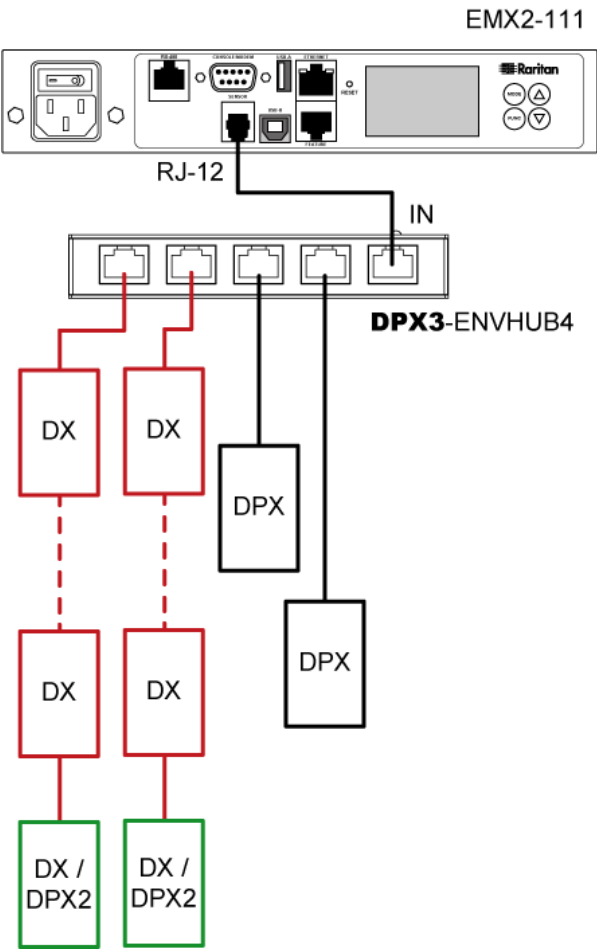 EMX2-111
RS-485
CONSOLE/MODEM
USB-A
ETHERNET
Raritan
RESET
MODE
SENSOR
USB-B
FUNC
FEATURE
RJ-12
IN
DPX3-ENVHUB4
DX
DX
DPX
DX
DX
DPX
DX /
DPX2
DX /
DPX2